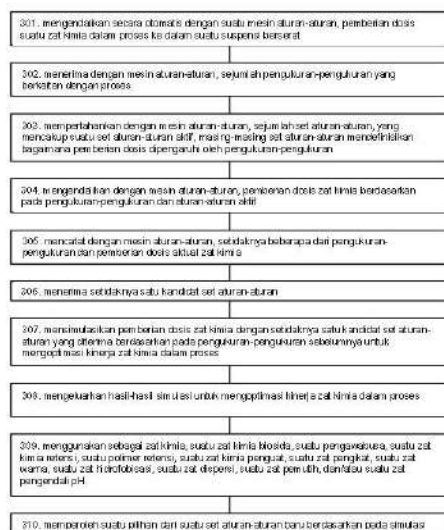 301. mengendalikan secara otomatis dengan suatu mesin aturan-aturan, pemberian dosis
suatu zat kimia dalam proses ke dalam suatu suspensi berserat
302. menerima dengan mesin aturan-aturan, sejumlah pengukuran-pengukuran yang
berkaitan dengan proses
303. mempertahankan dengan mesin aturan-aturan, sejumlah set aturan-aturan, yang
mencakup suatu set aturan-aturan aktif, masing-masing set aturan-aturan mendefinisikan
bagaimana pemberian dosis dipengaruhi oleh pengukuran-pengukuran
304. mengendalikan dengan mesin aturan-aturan, pemberian dosis zat kimia berdasarkan
pada pengukuran-pengukuran dan aturan-aturan aktif
305. mencatat dengan mesin aturan-aturan, setidaknya beberapa dari pengukuran-
pengukuran dan pemberian dosis aktual zat kimia
306. menerima setidaknya satu kandidat set aturan-aturan
307. mensimulasikan pemberian dosis zat kimia dengan setidaknya satu kandidat set aturan-
aturan yang diterima berdasarkan pada pengukuran-pengukuran sebelumnya untuk
mengoptimasi kinerja zat kimia dalam proses
308. mengeluarkan hasil-hasil simulasi untuk mengoptimasi kinerja zat kimia dalam proses
309. menggunakan sebagai zat kimia, suatu zat kimia biosida, suatu pengawabusa, suatu zat
kimia retensi, suatu polimer retensi, suatu zat kimia penguat, suatu zat pengikat, suatu zat
warna, suatu zat hidrofobisasi, suatu zat dispersi, suatu zat pemutih, dan/atau suatu zat
pengendali pH
310. memperoleh suatu pilihan dari suatu set aturan-aturan baru berdasarkan pada simulasi